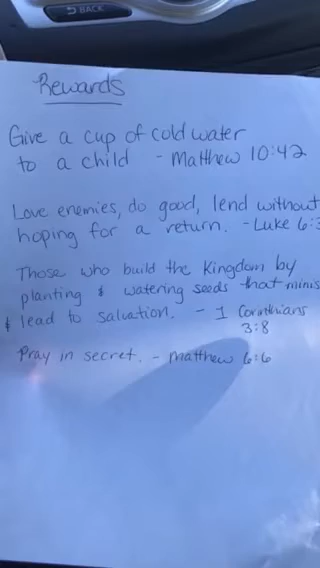 BACK
Rewards
Give a cup of cold water
to a child - Matthew 10:42
Love enemies, do good, lend without
hoping for a return. - Luke 6:3
Those who build the Kingdom by
planting & watering seeds that minis
& lead to salvation. - 1 Corinthians
3:8
Pray in secret. - Matthew 6:6